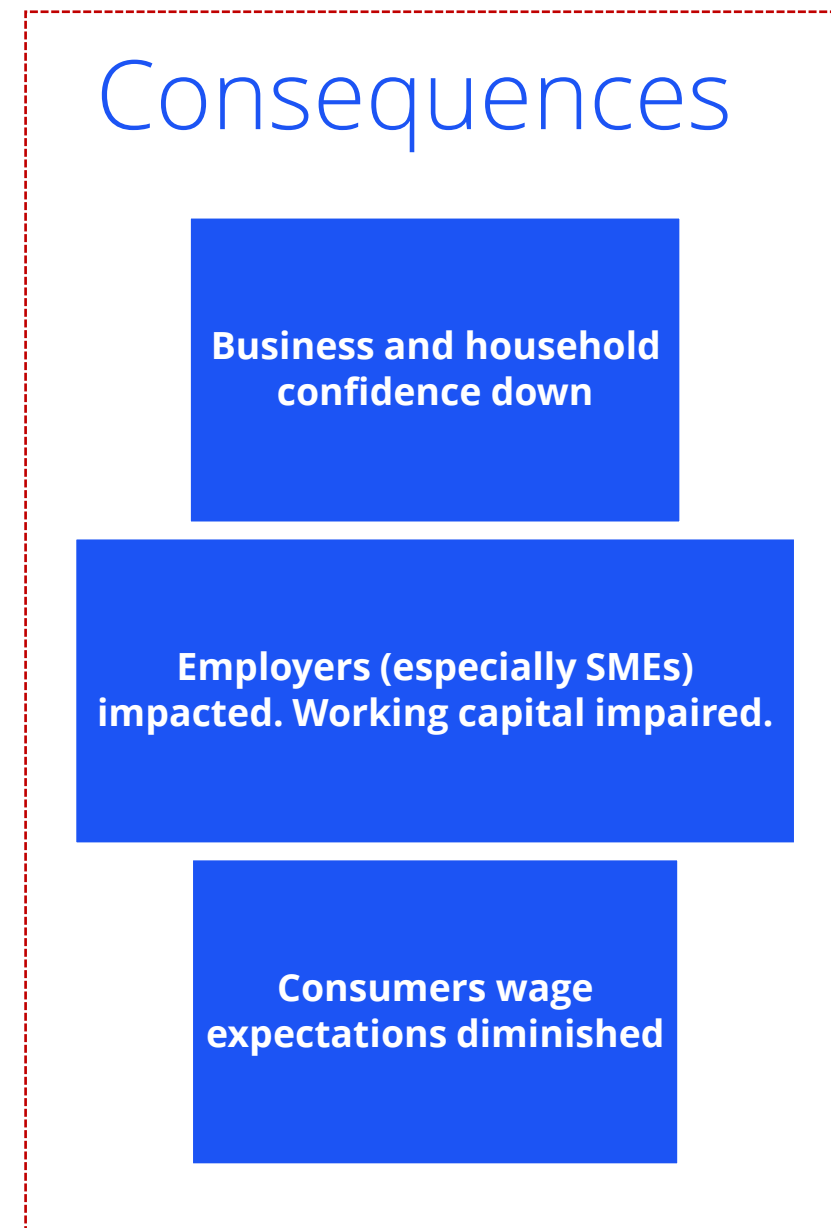 Consequences
Business and household
confidence down
Employers (especially SMEs)
impacted. Working capital impaired.
Consumers wage
expectations diminished